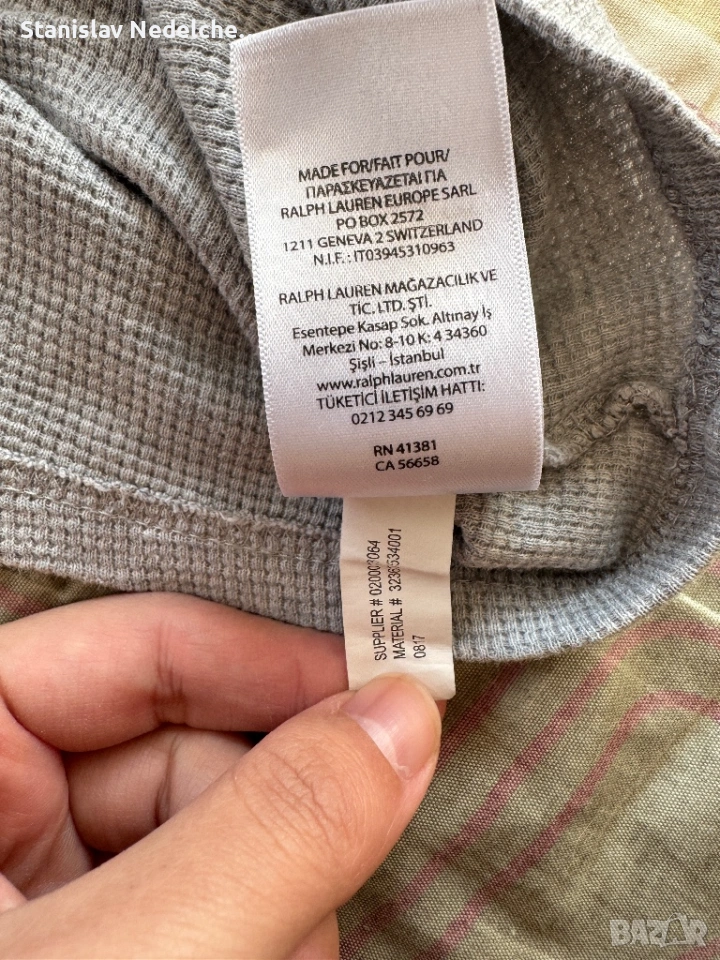 Stanislav Nedelche.
MADE FOR/FAIT POUR/
ΠΑΡΑΣΚΕΥΑΖΕΤΑΙ ΓΙΑ
RALPH LAUREN EUROPE SARL
PO BOX 2572
1211 GENEVA 2 SWITZERLAND
N.I.F. : IT03945310963
RALPH LAUREN MAĞAZACILIK VE
TİC. LTD. ŞTİ.
Esentepe Kasap Sok. Altınay İş
Merkezi No: 8-10 K: 4 34360
Şişli – İstanbul
www.ralphlauren.com.tr
TÜKETİCİ İLETİŞİM HATTI:
0212 345 69 69
RN 41381
CA 56658
SUPPLIER #
MATERIAL #
0817
BAZAR